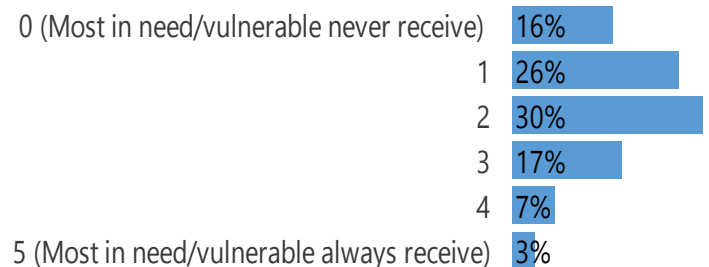 0 (Most in need/vulnerable never receive) 16%
1 26%
2 30%
3 17%
4 7%
5 (Most in need/vulnerable always receive) 3%